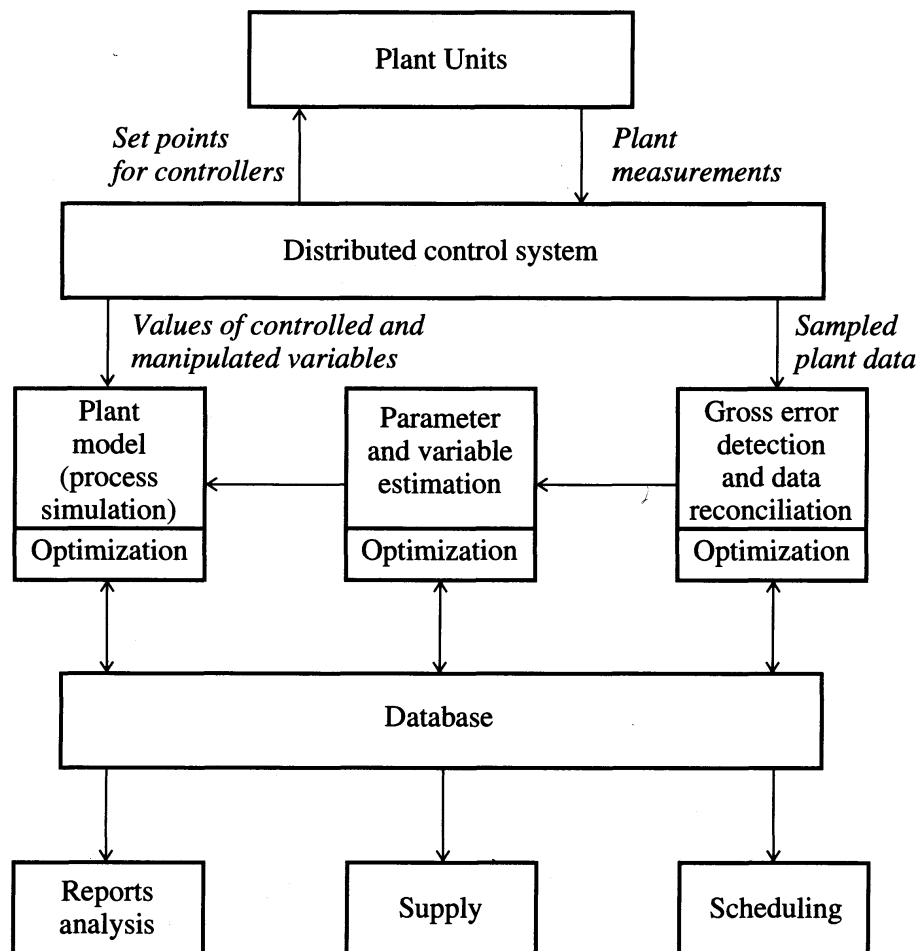 Plant Units
Set points
for controllers
Plant
measurements
Distributed control system
Values of controlled and
manipulated variables
Sampled
plant data
Plant
model
(process
simulation)
Optimization
Parameter
and variable
estimation
Optimization
Gross error
detection
and data
reconciliation
Optimization
Database
Reports
analysis
Supply
Scheduling